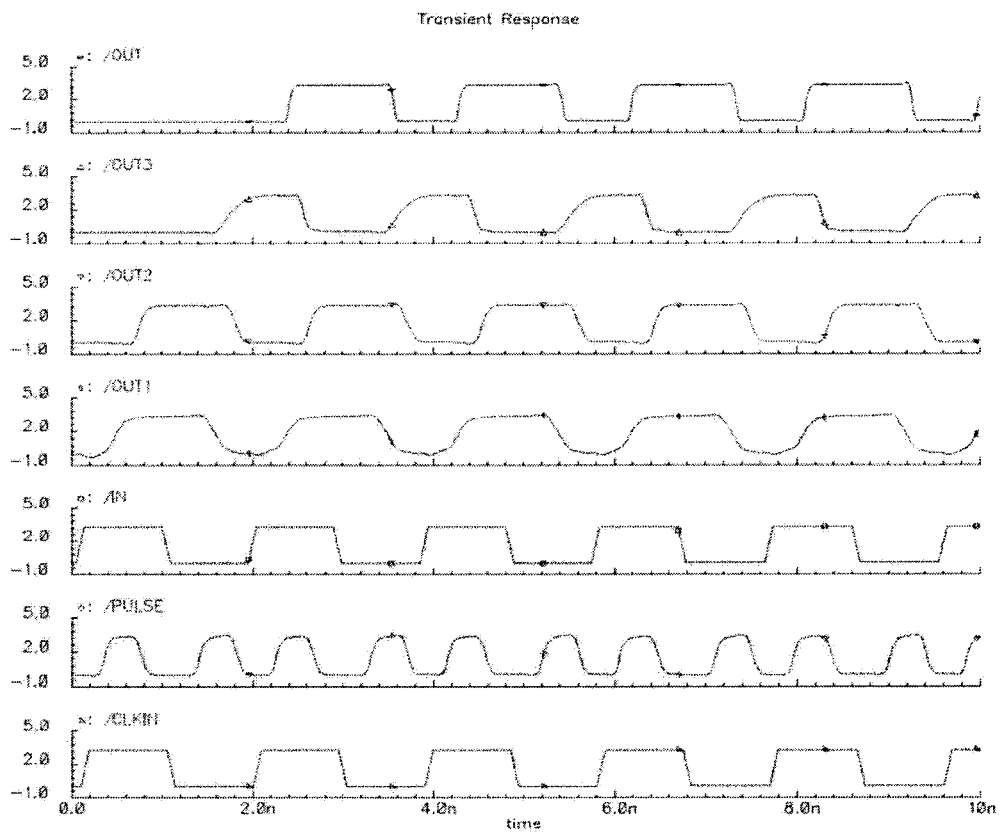 Transient Response
5.0 : /OUT
2.0
-1.0
5.0 : /OUT3
2.0
-1.0
5.0 : /OUT2
2.0
-1.0
5.0 : /OUT1
2.0
-1.0
5.0 : /IN
2.0
-1.0
5.0 : /PULSE
2.0
-1.0
5.0 : /CLKIN
2.0
-1.0
0.0 2.0n 4.0n 6.0n 8.0n 10n
time